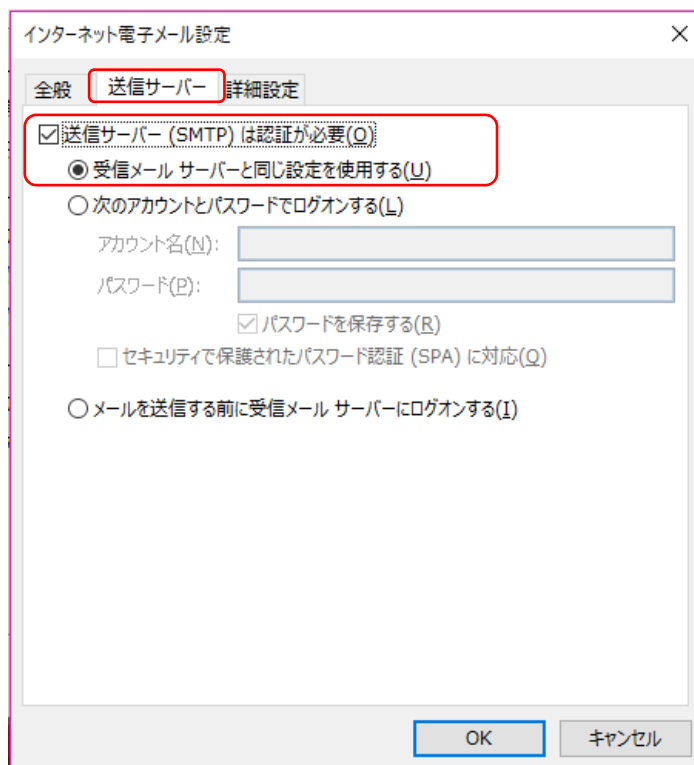 インターネット電子メール設定
全般 送信サーバー 詳細設定
送信サーバー (SMTP) は認証が必要(O)
受信メール サーバーと同じ設定を使用する(U)
次のアカウントとパスワードでログオンする(L)
アカウント名(N):
パスワード(P):
パスワードを保存する(R)
セキュリティで保護されたパスワード認証 (SPA) に対応(Q)
メールを送信する前に受信メール サーバーにログオンする(I)
OK キャンセル